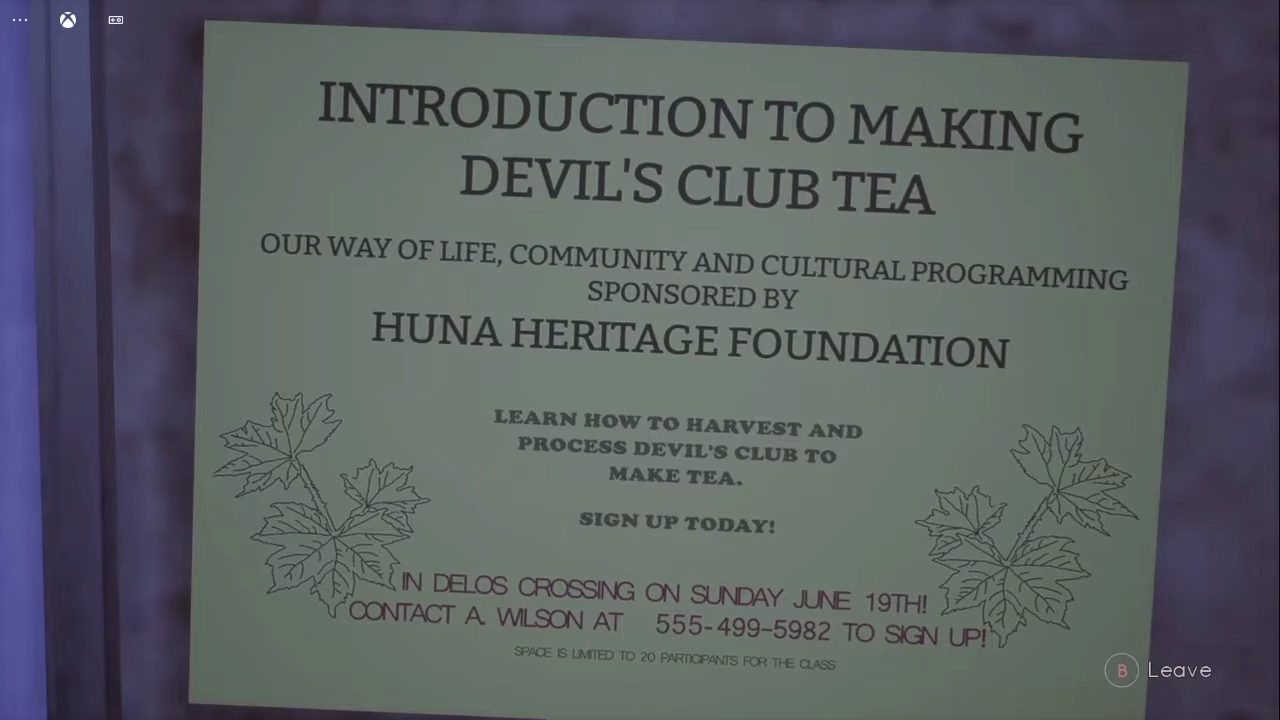 INTRODUCTION TO MAKING
DEVIL'S CLUB TEA
OUR WAY OF LIFE, COMMUNITY AND CULTURAL PROGRAMMING
SPONSORED BY
HUNA HERITAGE FOUNDATION
LEARN HOW TO HARVEST AND
PROCESS DEVIL'S CLUB TO
MAKE TEA.
SIGN UP TODAY!
IN DELOS CROSSING ON SUNDAY JUNE 19TH!
CONTACT A. WILSON AT 555-499-5982 TO SIGN UP!
SPACE IS LIMITED TO 20 PARTICIPANTS FOR THE CLASS
B Leave